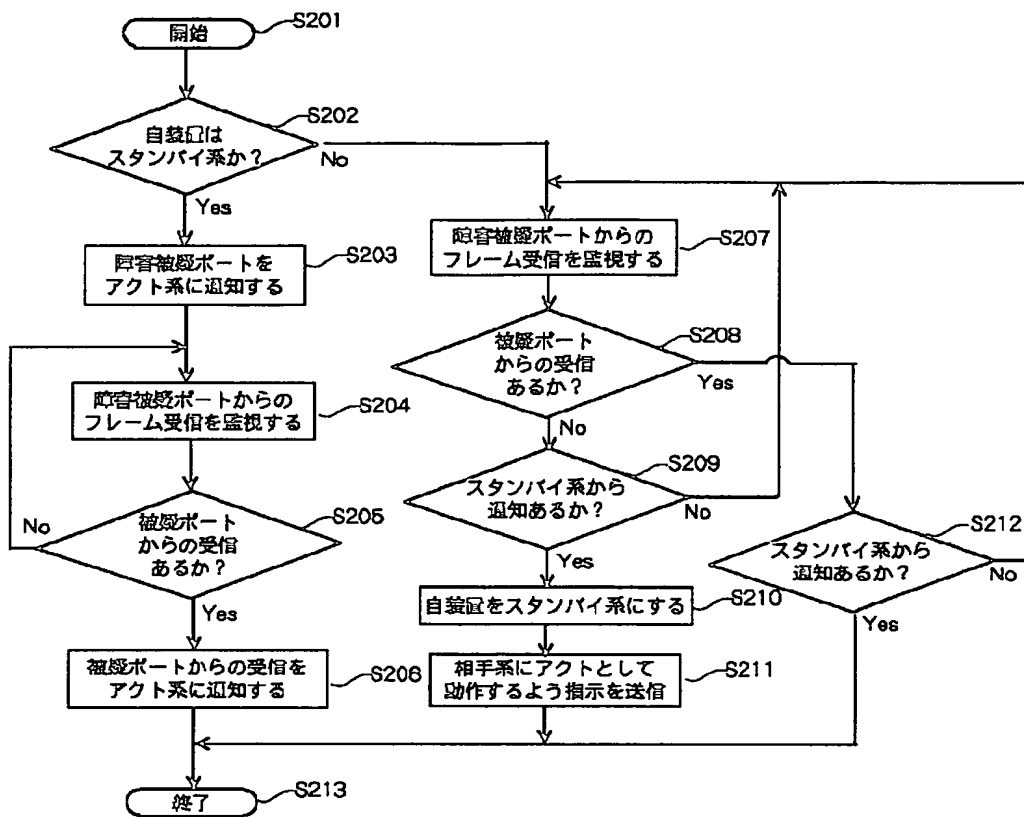 開始
S201
自装置は
スタンバイ系か？
S202
No
Yes
障害被疑ポートを
アクト系に通知する
S203
障害被疑ポートからの
フレーム受信を監視する
S204
被疑ポート
からの受信
あるか？
S205
No
Yes
被疑ポートからの受信を
アクト系に通知する
S206
障害被疑ポートからの
フレーム受信を監視する
S207
被疑ポート
からの受信
あるか？
S208
Yes
No
スタンバイ系から
通知あるか？
S209
No
Yes
自装置をスタンバイ系にする
S210
相手系にアクトとして
動作するよう指示を送信
S211
スタンバイ系から
通知あるか？
S212
No
Yes
終了
S213